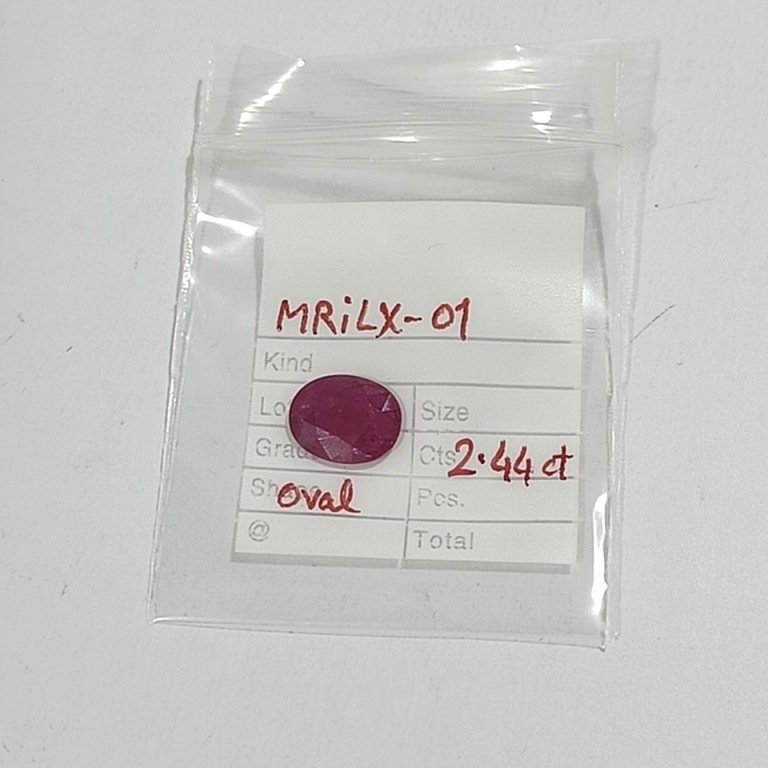 MRiLX-01
Kind
Size
Cts 2.44 ct
Oval Pcs.
@ Total